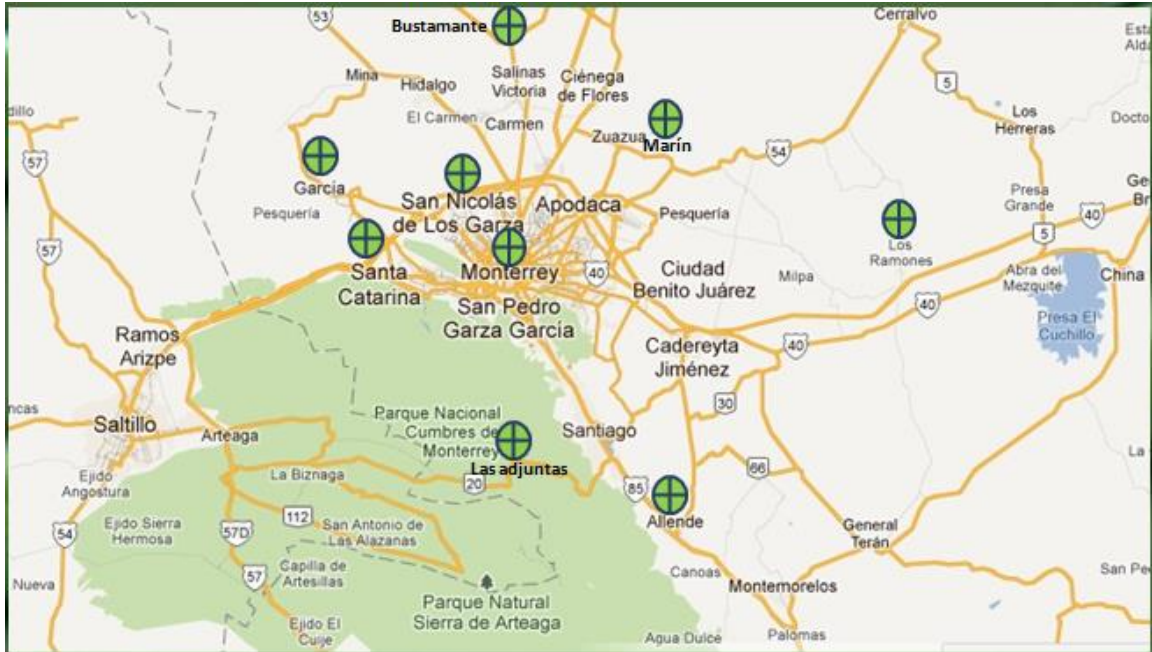 Cerralvo
53
Bustamante
Esta
Alda
Mina
Hidalgo
Salinas
Victoria
Ciénega
de Flores
5
dillo
El Carmen
Carmen
Los
Herreras
Docto
57
Zuazua
Marín
54
García
San Nicolás
de Los Garza
Apodaca
Presa
Grande
Ge
Br
Pesquería
Pesquería
40
5
57
Los
Ramones
Santa
Catarina
Monterrey
40
Ciudad
Benito Juárez
Milpa
Abra del
Mezquite
China
40
San Pedro
Garza García
Presa El
Cuchillo
Ramos
Arizpe
Cadereyta
Jiménez
40
30
ncas
Saltillo
Arteaga
Parque Nacional
Cumbres de
Monterrey
Santiago
La
Las adjuntas
Ejido
Angostura
La Biznaga
20
85
66
Allende
Ejido Sierra
Hermosa
112
57D
San Antonio de
Las Alazanas
General
Terán
54
57
Capilla de
Artesillas
Canoas
San Pe
Nueva
Montemorelos
Parque Natural
Sierra de Arteaga
Ejido El
Cuije
Agua Dulce
Palomas